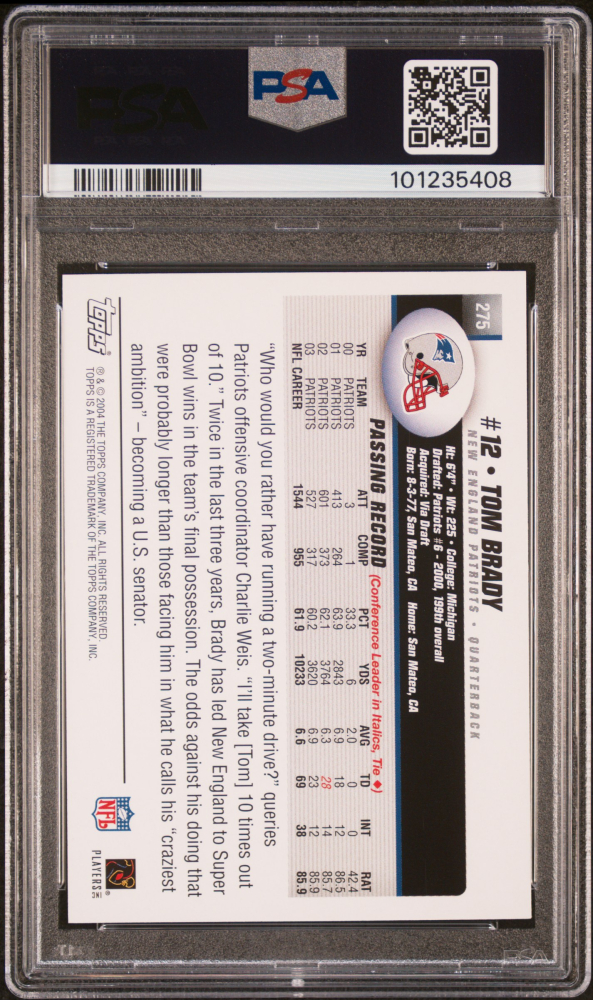 PSA
PSA
101235408
275
#12 • TOM BRADY
NEW ENGLAND PATRIOTS • QUARTERBACK
Ht: 6'4" • Wt: 225 • College: Michigan
Drafted: Patriots #6 - 2000, 199th overall
Acquired: Via Draft
Born: 8-3-77, San Mateo, CA Home: San Mateo, CA
PASSING RECORD (Conference Leader in Italics, Tie ♦)
YR TEAM ATT COMP PCT YDS AVG TD INT RAT
00 PATRIOTS 3 1 33.3 6 2.0 0 0 42.4
01 PATRIOTS 413 264 63.9 2843 6.9 18 12 86.5
02 PATRIOTS 601 373 62.1 3764 6.3 28 14 85.7
03 PATRIOTS 527 317 60.2 3620 6.9 23 12 85.9
NFL CAREER 1544 955 61.9 10233 6.6 69 38 85.9
"Who would you rather have running a two-minute drive?" queries
Patriots offensive coordinator Charlie Weis. "I'll take [Tom] 10 times out
of 10." Twice in the last three years, Brady has led New England to Super
Bowl wins in the team's final possession. The odds against his doing that
were probably longer than those facing him in what he calls his "craziest
ambition" – becoming a U.S. senator.
topps®
® & © 2004 THE TOPPS COMPANY, INC. ALL RIGHTS RESERVED.
TOPPS IS A REGISTERED TRADEMARK OF THE TOPPS COMPANY, INC.
NFL
PLAYERS INC
PSA